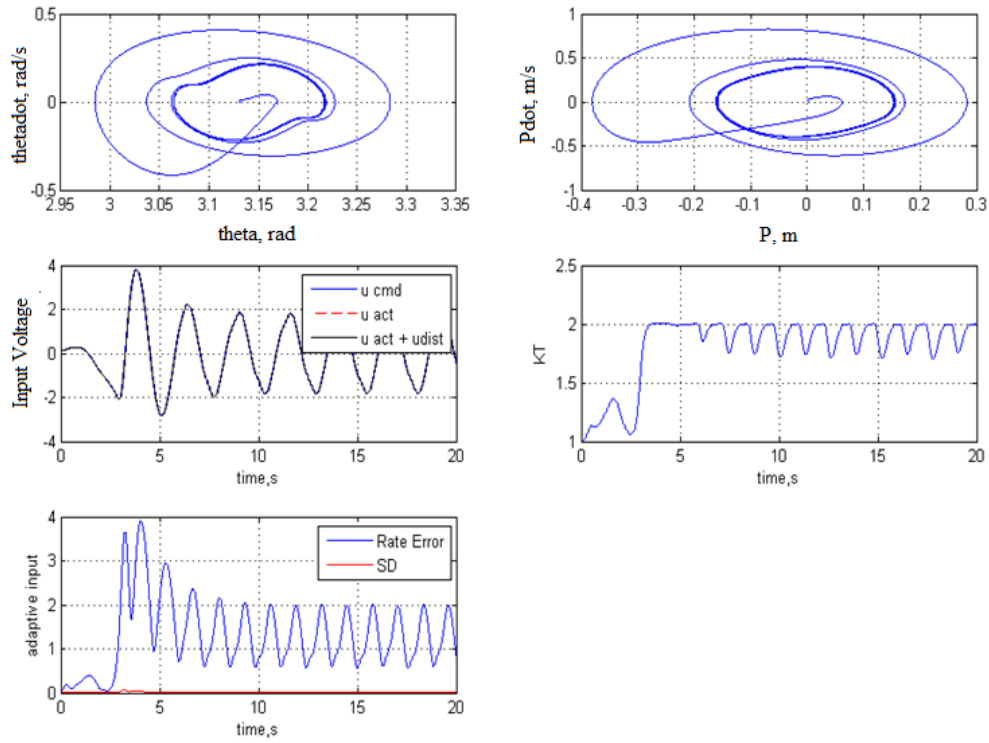 0.5
0
-0.5
thetadot, rad/s
2.95 3 3.05 3.1 3.15 3.2 3.25 3.3 3.35
theta, rad
1
0.5
0
-0.5
-1
Pdot, m/s
-0.4 -0.3 -0.2 -0.1 0 0.1 0.2 0.3
P, m
4
2
0
-2
-4
Input Voltage
u cmd
u act
u act + udist
0 5 10 15 20
time,s
2.5
2
1.5
1
KT
0 5 10 15 20
time,s
4
3
2
1
0
adaptive input
Rate Error
SD
0 5 10 15 20
time,s